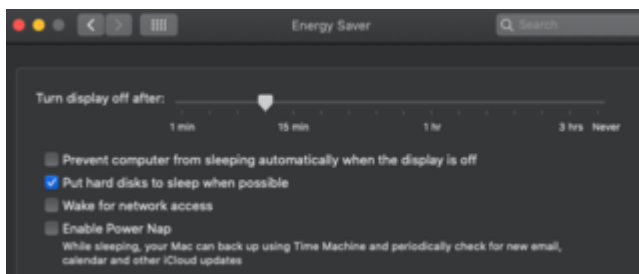 Energy Saver
Search
Turn display off after:
1 min 15 min 1 hr 3 hrs Never
Prevent computer from sleeping automatically when the display is off
Put hard disks to sleep when possible
Wake for network access
Enable Power Nap
While sleeping, your Mac can back up using Time Machine and periodically check for new email,
calendar and other iCloud updates